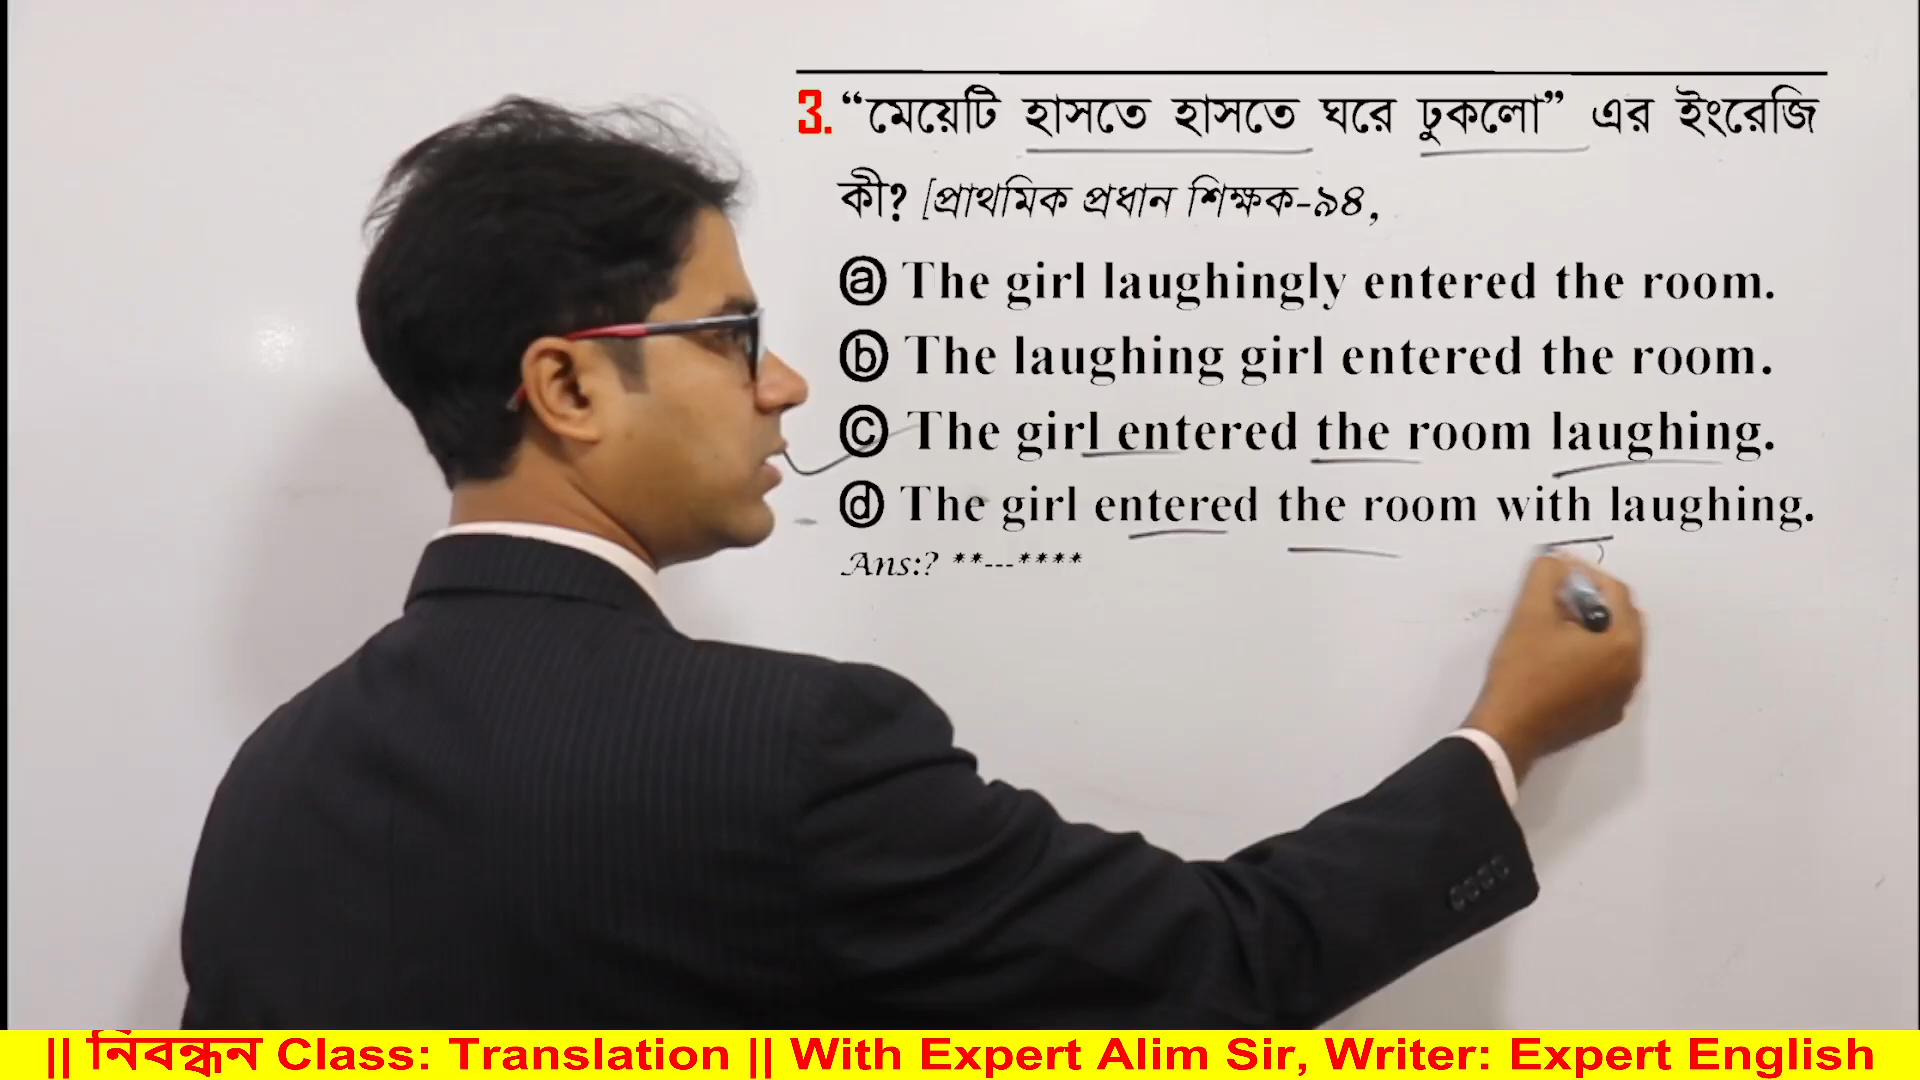 3. “মেয়েটি হাসতে হাসতে ঘরে ঢুকলো” এর ইংরেজি
কী? [প্রাথমিক প্রধান শিক্ষক-৯৪,
ⓐ The girl laughingly entered the room.
ⓑ The laughing girl entered the room.
ⓒ The girl entered the room laughing.
ⓓ The girl entered the room with laughing.
Ans:? **---****
|| নিবন্ধন Class: Translation || With Expert Alim Sir, Writer: Expert English